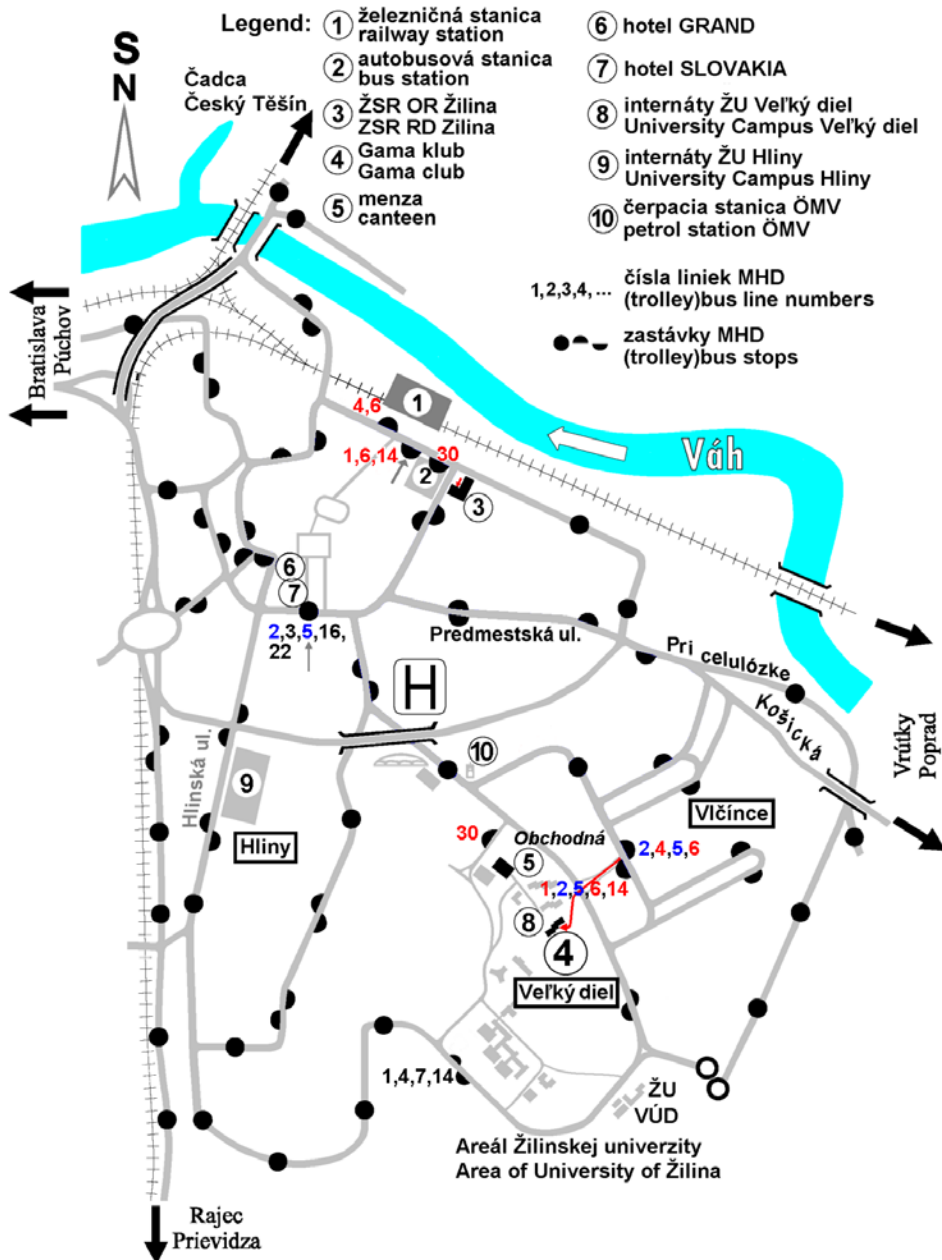 Legend:
1 železničná stanica
railway station
2 autobusová stanica
bus station
3 ŽSR OR Žilina
ZSR RD Zilina
4 Gama klub
Gama club
5 menza
canteen
6 hotel GRAND
7 hotel SLOVAKIA
8 internáty ŽU Veľký diel
University Campus Veľký diel
9 internáty ŽU Hliny
University Campus Hliny
10 čerpacia stanica ÖMV
petrol station ÖMV
1,2,3,4, ... čísla liniek MHD
(trolley)bus line numbers
zastávky MHD
(trolley)bus stops
S
N
Čadca
Český Těšín
Bratislava
Púchov
4,6
1
1,6,14
30
2
3
Váh
6
7
2,3,5,16,
22
Predmestská ul.
Pri celulózke
Košická
Vrútky
Poprad
H
10
9
Hlinská ul.
Hliny
Vlčínce
30
Obchodná
5
2,4,5,6
1,2,5,6,14
8
4
Veľký diel
1,4,7,14
ŽU
VÚD
Areál Žilinskej univerzity
Area of University of Žilina
Rajec
Prievidza